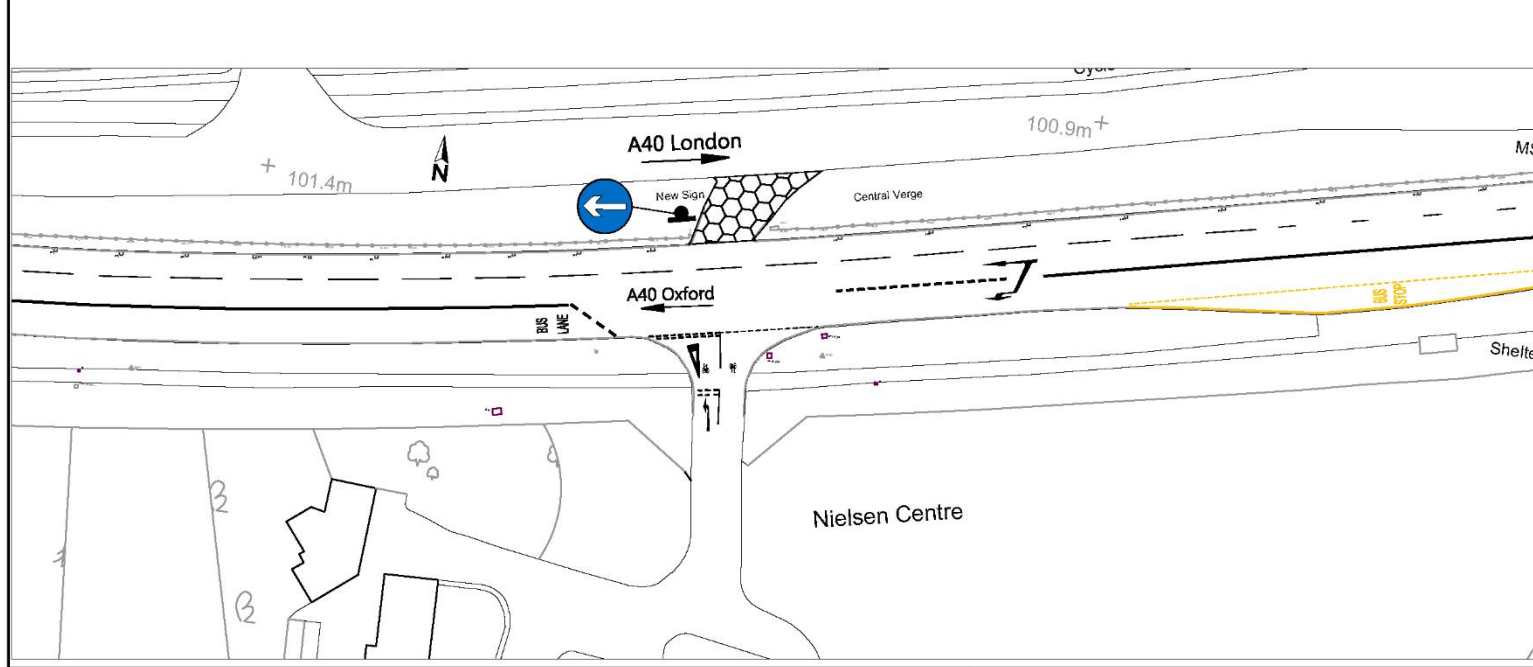 A40 London
100.9m
N
101.4m
New Sign
Central Verge
A40 Oxford
BUS
LANE
BUS
STOP
Nielsen Centre